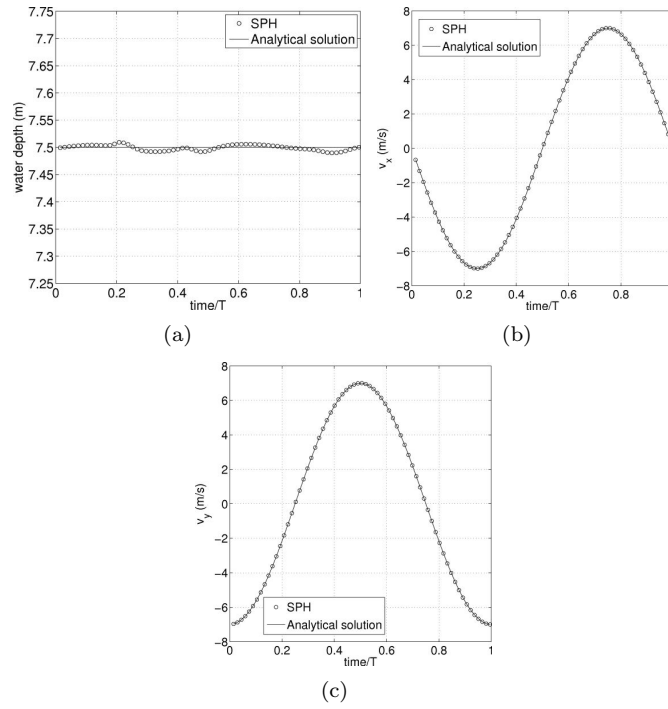 7.75
7.7
7.65
7.6
7.55
7.5
7.45
7.4
7.35
7.3
7.25
water depth (m)
SPH
Analytical solution
0 0.2 0.4 0.6 0.8 1
time/T
(a)
8
6
4
2
0
−2
−4
−6
−8
v_x (m/s)
SPH
Analytical solution
0 0.2 0.4 0.6 0.8
time/T
(b)
8
6
4
2
0
−2
−4
−6
−8
v_y (m/s)
SPH
Analytical solution
0 0.2 0.4 0.6 0.8 1
time/T
(c)